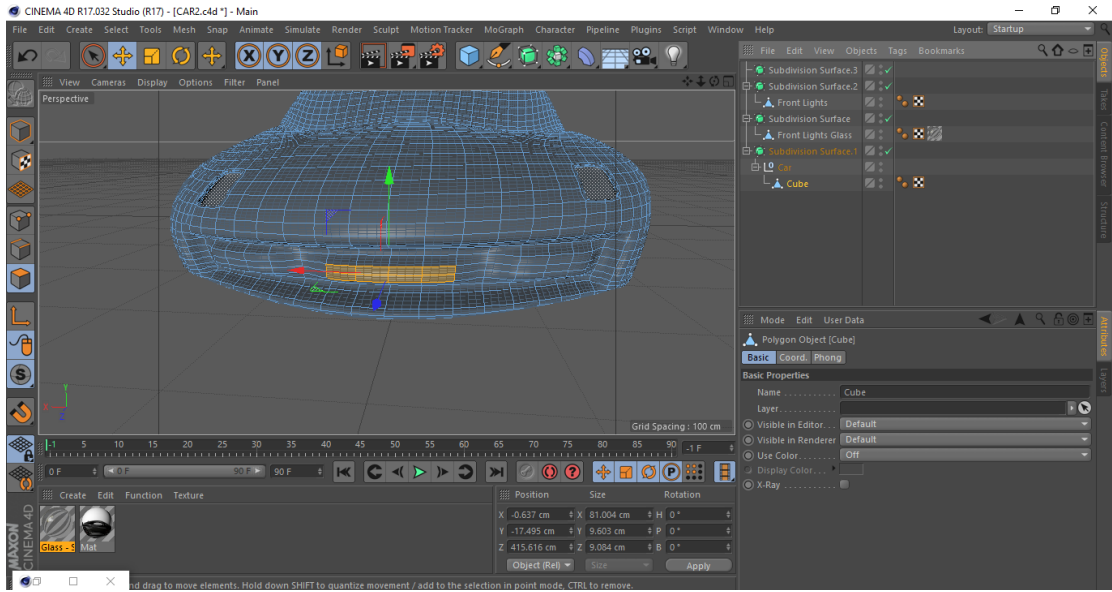 CINEMA 4D R17.032 Studio (R17) - [CAR2.c4d *] - Main
File Edit Create Select Tools Mesh Snap Animate Simulate Render Sculpt Motion Tracker MoGraph Character Pipeline Plugins Script Window Help Layout: Startup
View Cameras Display Options Filter Panel
Perspective
Grid Spacing : 100 cm
File Edit View Objects Tags Bookmarks
Subdivision Surface.3
Subdivision Surface.2
Front Lights
Subdivision Surface
Front Lights Glass
Subdivision Surface.1
Car
Cube
Objects
Takes
Content Browser
Structure
Mode Edit User Data
Polygon Object [Cube]
Basic Coord. Phong
Basic Properties
Name . . . . . . . . . . . Cube
Layer. . . . . . . . . . . .
Visible in Editor. . . Default
Visible in Renderer Default
Use Color. . . . . . . . Off
Display Color. . .
X-Ray . . . . . . . . . . .
Attributes
Layers
-1 5 10 15 20 25 30 35 40 45 50 55 60 65 70 75 80 85 90 -1 F
0 F 0 F 90 F 90 F
Create Edit Function Texture
Glass - S Mat
MAXON
CINEMA 4D
Position Size Rotation
X -0.637 cm X 81.004 cm H 0 °
Y -17.495 cm Y 9.603 cm P 0 °
Z 415.616 cm Z 9.084 cm B 0 °
Object (Rel) Size Apply
nd drag to move elements. Hold down SHIFT to quantize movement / add to the selection in point mode, CTRL to remove.